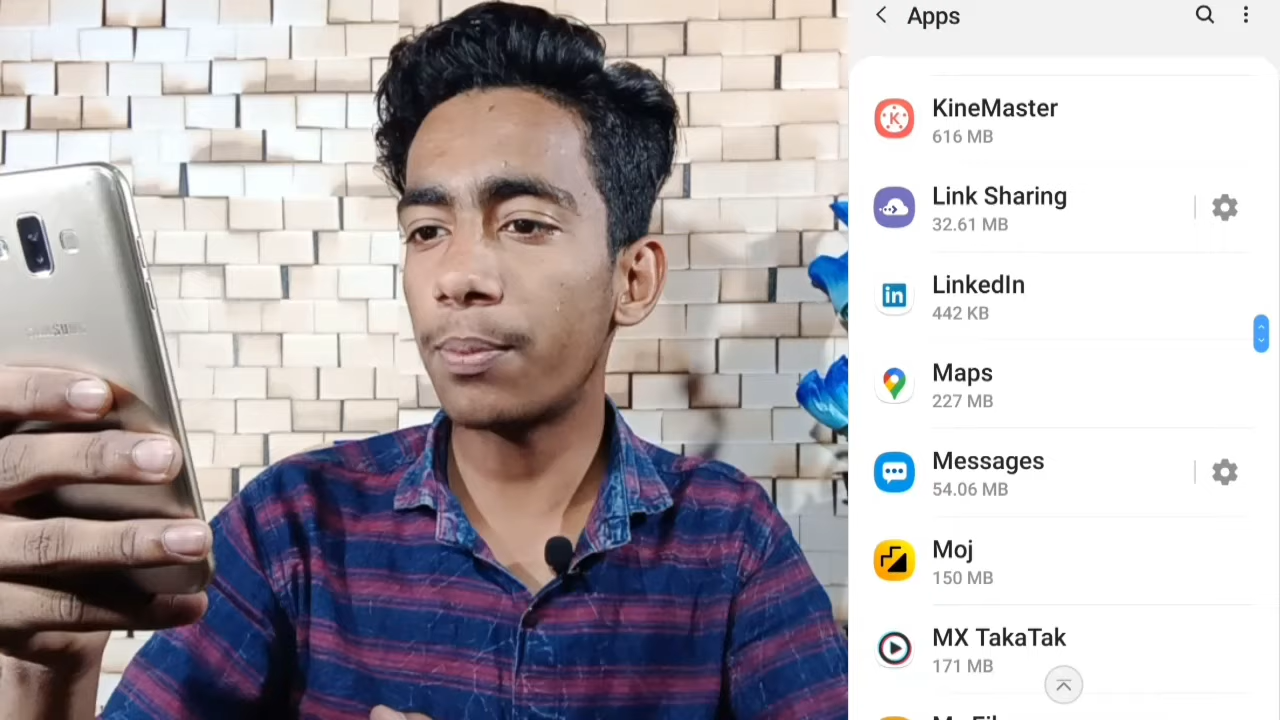 Apps
KineMaster
616 MB
Link Sharing
32.61 MB
LinkedIn
442 KB
Maps
227 MB
Messages
54.06 MB
Moj
150 MB
MX TakaTak
171 MB
SAMSUNG